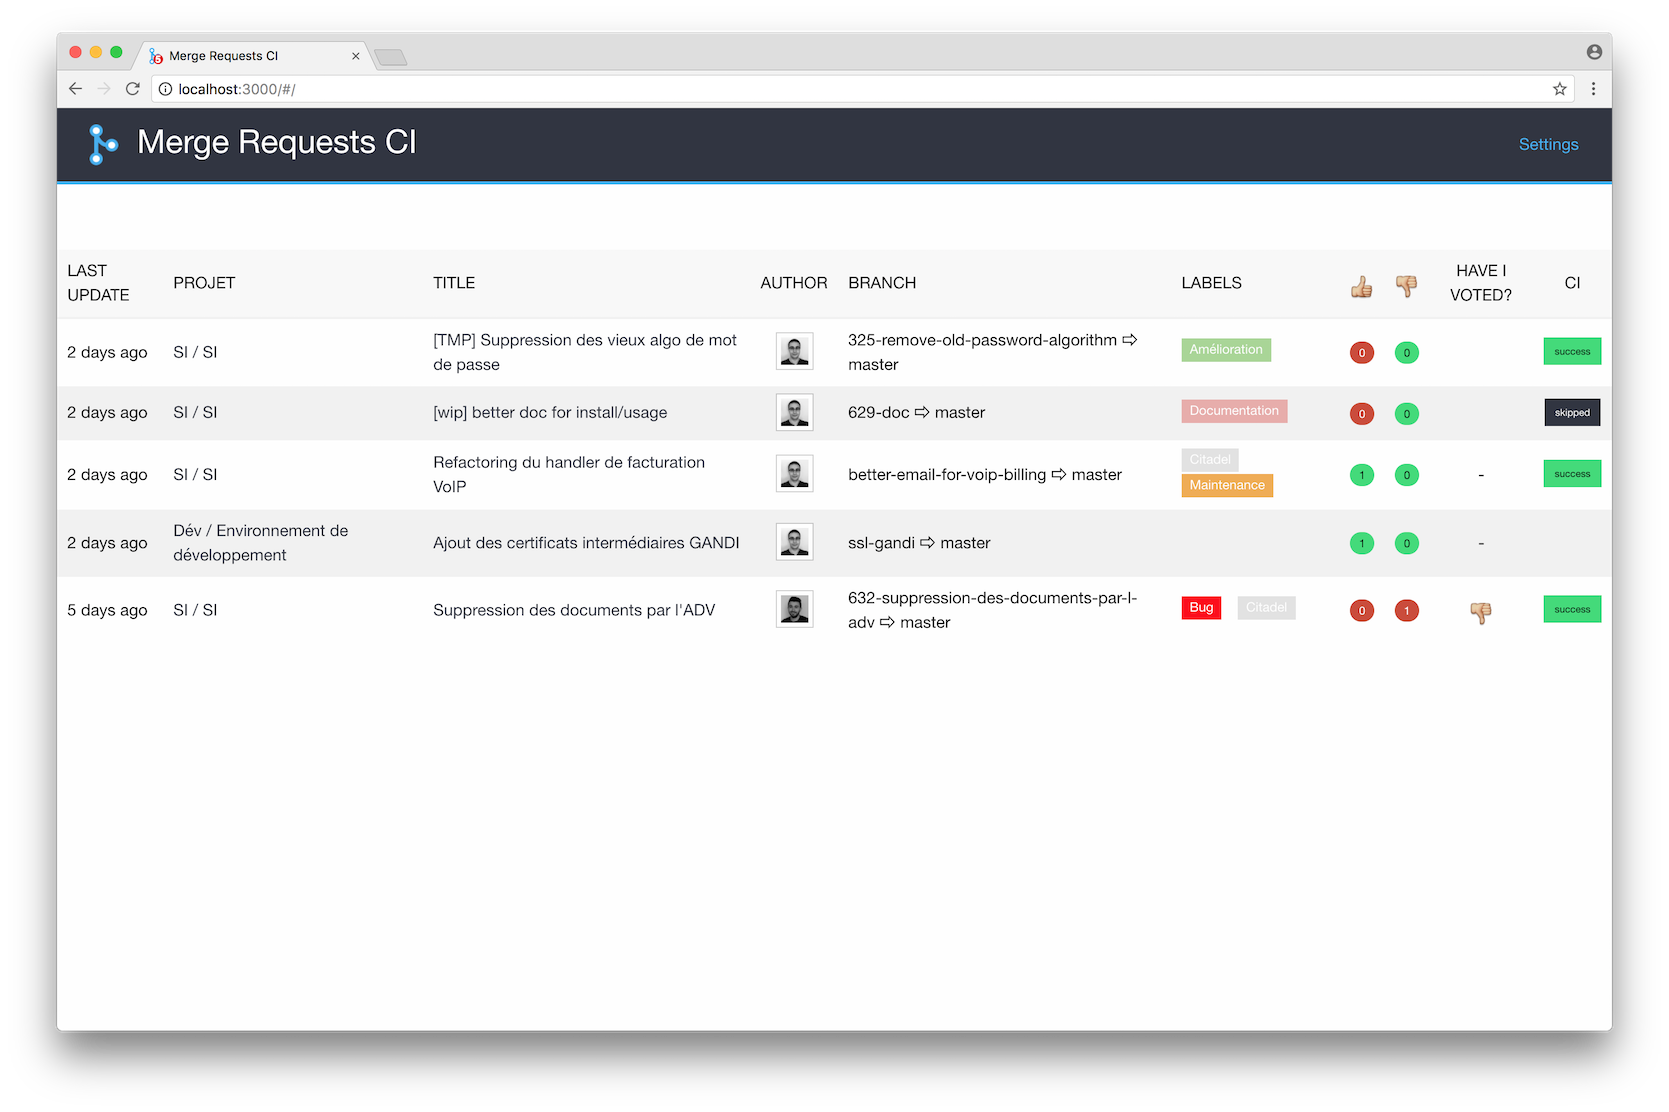 Merge Requests CI
localhost:3000/#/
Merge Requests CI
Settings
LAST UPDATE
PROJET
TITLE
AUTHOR
BRANCH
LABELS
HAVE I VOTED?
CI
2 days ago
SI / SI
[TMP] Suppression des vieux algo de mot
de passe
325-remove-old-password-algorithm ⇨
master
Amélioration
0
0
success
2 days ago
SI / SI
[wip] better doc for install/usage
629-doc ⇨ master
Documentation
0
0
skipped
2 days ago
SI / SI
Refactoring du handler de facturation
VoIP
better-email-for-voip-billing ⇨ master
Citadel
Maintenance
1
0
-
success
2 days ago
Dév / Environnement de
développement
Ajout des certificats intermédiaires GANDI
ssl-gandi ⇨ master
1
0
-
5 days ago
SI / SI
Suppression des documents par l'ADV
632-suppression-des-documents-par-l-
adv ⇨ master
Bug
Citadel
0
1
success